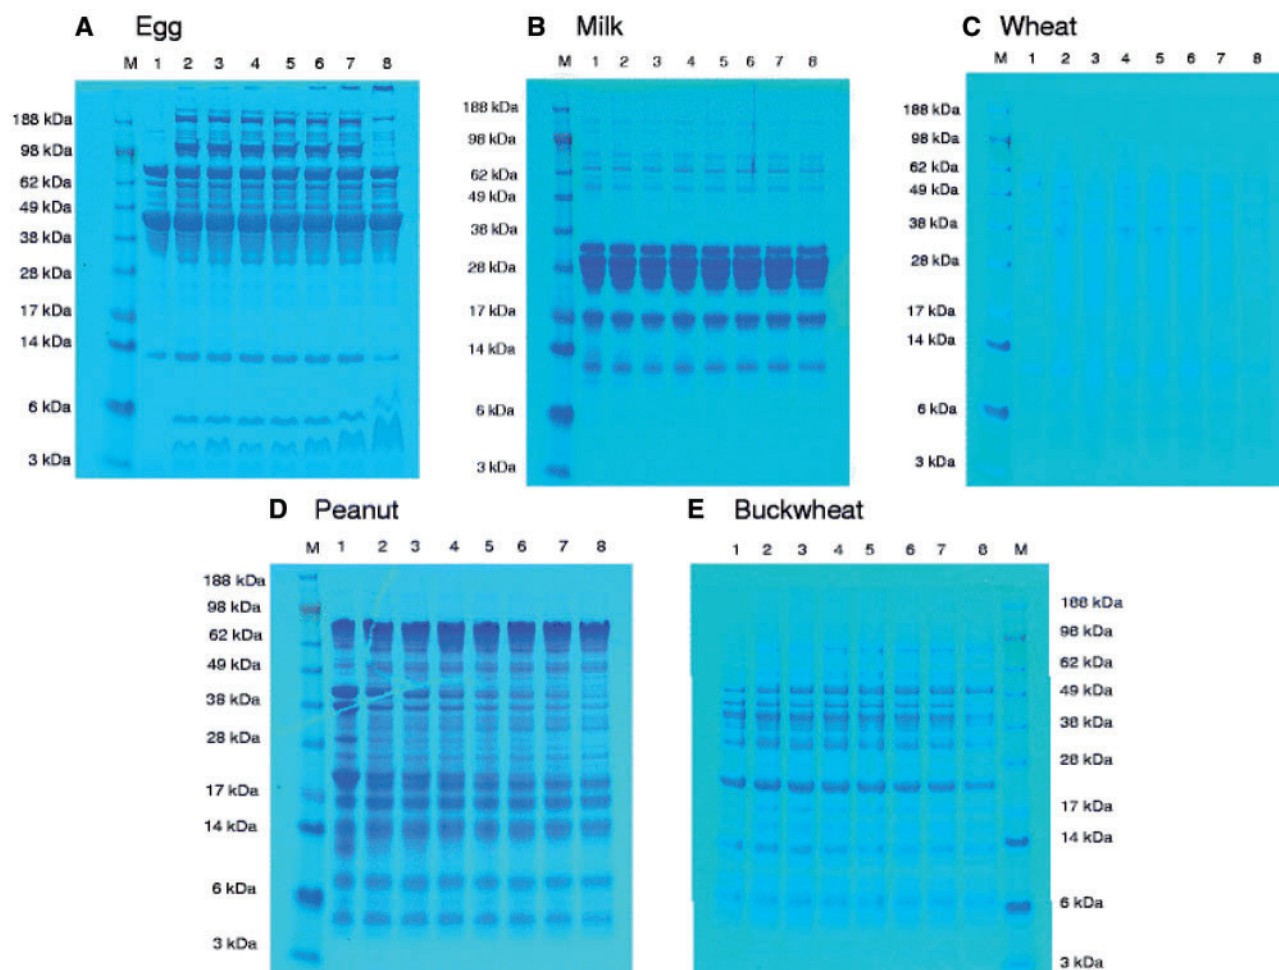 A Egg
M 1 2 3 4 5 6 7 8
188 kDa
98 kDa
62 kDa
49 kDa
38 kDa
28 kDa
17 kDa
14 kDa
6 kDa
3 kDa
B Milk
M 1 2 3 4 5 6 7 8
188 kDa
98 kDa
62 kDa
49 kDa
38 kDa
28 kDa
17 kDa
14 kDa
6 kDa
3 kDa
C Wheat
M 1 2 3 4 5 6 7 8
188 kDa
98 kDa
62 kDa
49 kDa
38 kDa
28 kDa
17 kDa
14 kDa
6 kDa
3 kDa
D Peanut
M 1 2 3 4 5 6 7 8
188 kDa
98 kDa
62 kDa
49 kDa
38 kDa
28 kDa
17 kDa
14 kDa
6 kDa
3 kDa
E Buckwheat
1 2 3 4 5 6 7 8 M
188 kDa
98 kDa
62 kDa
49 kDa
38 kDa
28 kDa
17 kDa
14 kDa
6 kDa
3 kDa